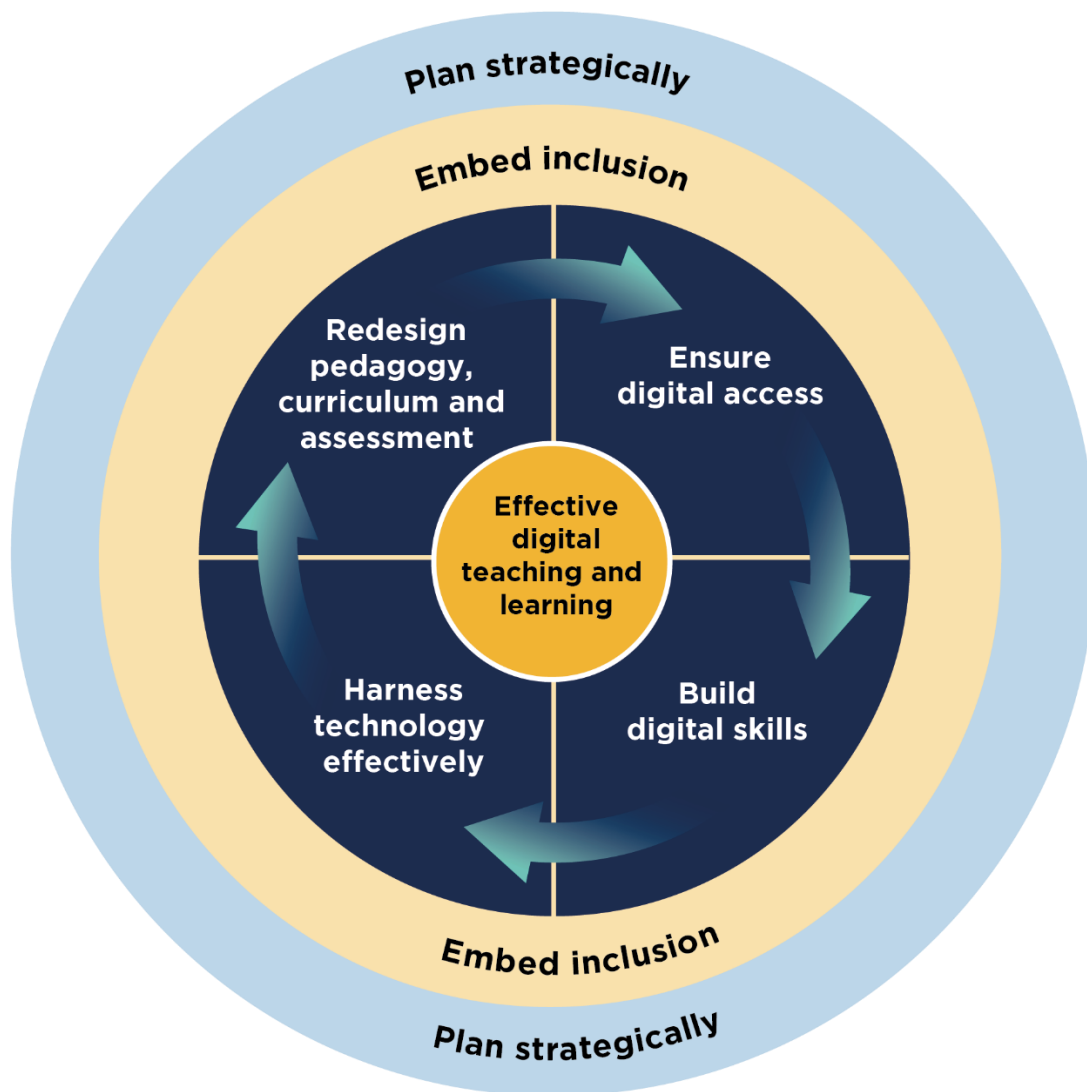 Plan strategically
Embed inclusion
Redesign
pedagogy,
curriculum and
assessment
Ensure
digital access
Effective
digital
teaching and
learning
Harness
technology
effectively
Build
digital skills
Embed inclusion
Plan strategically